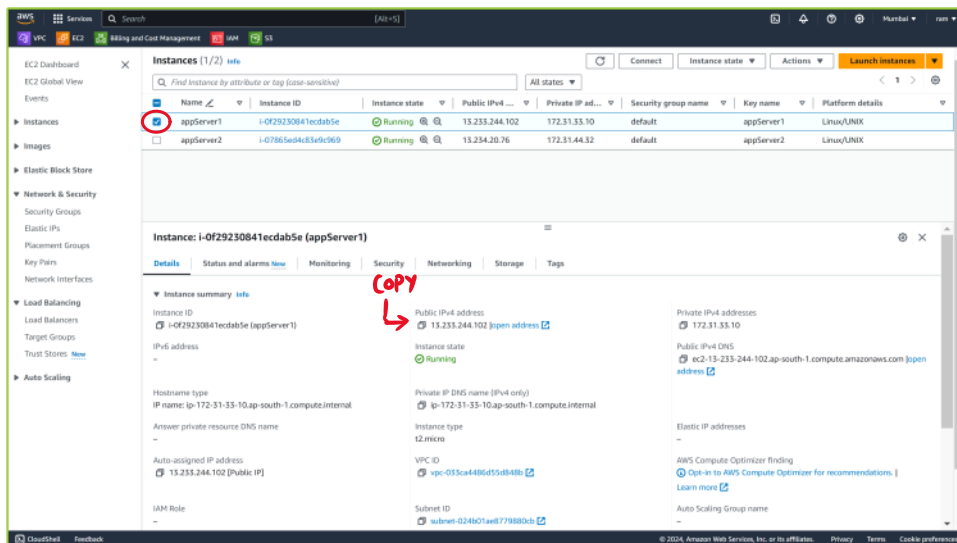 aws Services Search [Alt+S] Mumbai ram
VPC EC2 Billing and Cost Management IAM S3
EC2 Dashboard
EC2 Global View
Events
Instances
Images
Elastic Block Store
Network & Security
Security Groups
Elastic IPs
Placement Groups
Key Pairs
Network Interfaces
Load Balancing
Load Balancers
Target Groups
Trust Stores New
Auto Scaling
Instances (1/2) Info Connect Instance state Actions Launch instances
Find Instance by attribute or tag (case-sensitive) All states 1
Name Instance ID Instance state Public IPv4 ... Private IP ad... Security group name Key name Platform details
appServer1 i-0f29230841ecdab5e Running 13.233.244.102 172.31.33.10 default appServer1 Linux/UNIX
appServer2 i-07865ed4c83e9c969 Running 13.234.20.76 172.31.44.32 default appServer2 Linux/UNIX
Instance: i-0f29230841ecdab5e (appServer1)
Details Status and alarms New Monitoring Security Networking Storage Tags
COPY
Instance summary Info
Instance ID
i-0f29230841ecdab5e (appServer1)
Public IPv4 address
13.233.244.102 |open address
Private IPv4 addresses
172.31.33.10
IPv6 address
–
Instance state
Running
Public IPv4 DNS
ec2-13-233-244-102.ap-south-1.compute.amazonaws.com |open
address
Hostname type
IP name: ip-172-31-33-10.ap-south-1.compute.internal
Private IP DNS name (IPv4 only)
ip-172-31-33-10.ap-south-1.compute.internal
Answer private resource DNS name
–
Instance type
t2.micro
Elastic IP addresses
–
Auto-assigned IP address
13.233.244.102 [Public IP]
VPC ID
vpc-033ca4486d55d848b
AWS Compute Optimizer finding
Opt-in to AWS Compute Optimizer for recommendations. |
Learn more
IAM Role
–
Subnet ID
subnet-024b01ae8779880cb
Auto Scaling Group name
–
CloudShell Feedback © 2024, Amazon Web Services, Inc. or its affiliates. Privacy Terms Cookie preferences